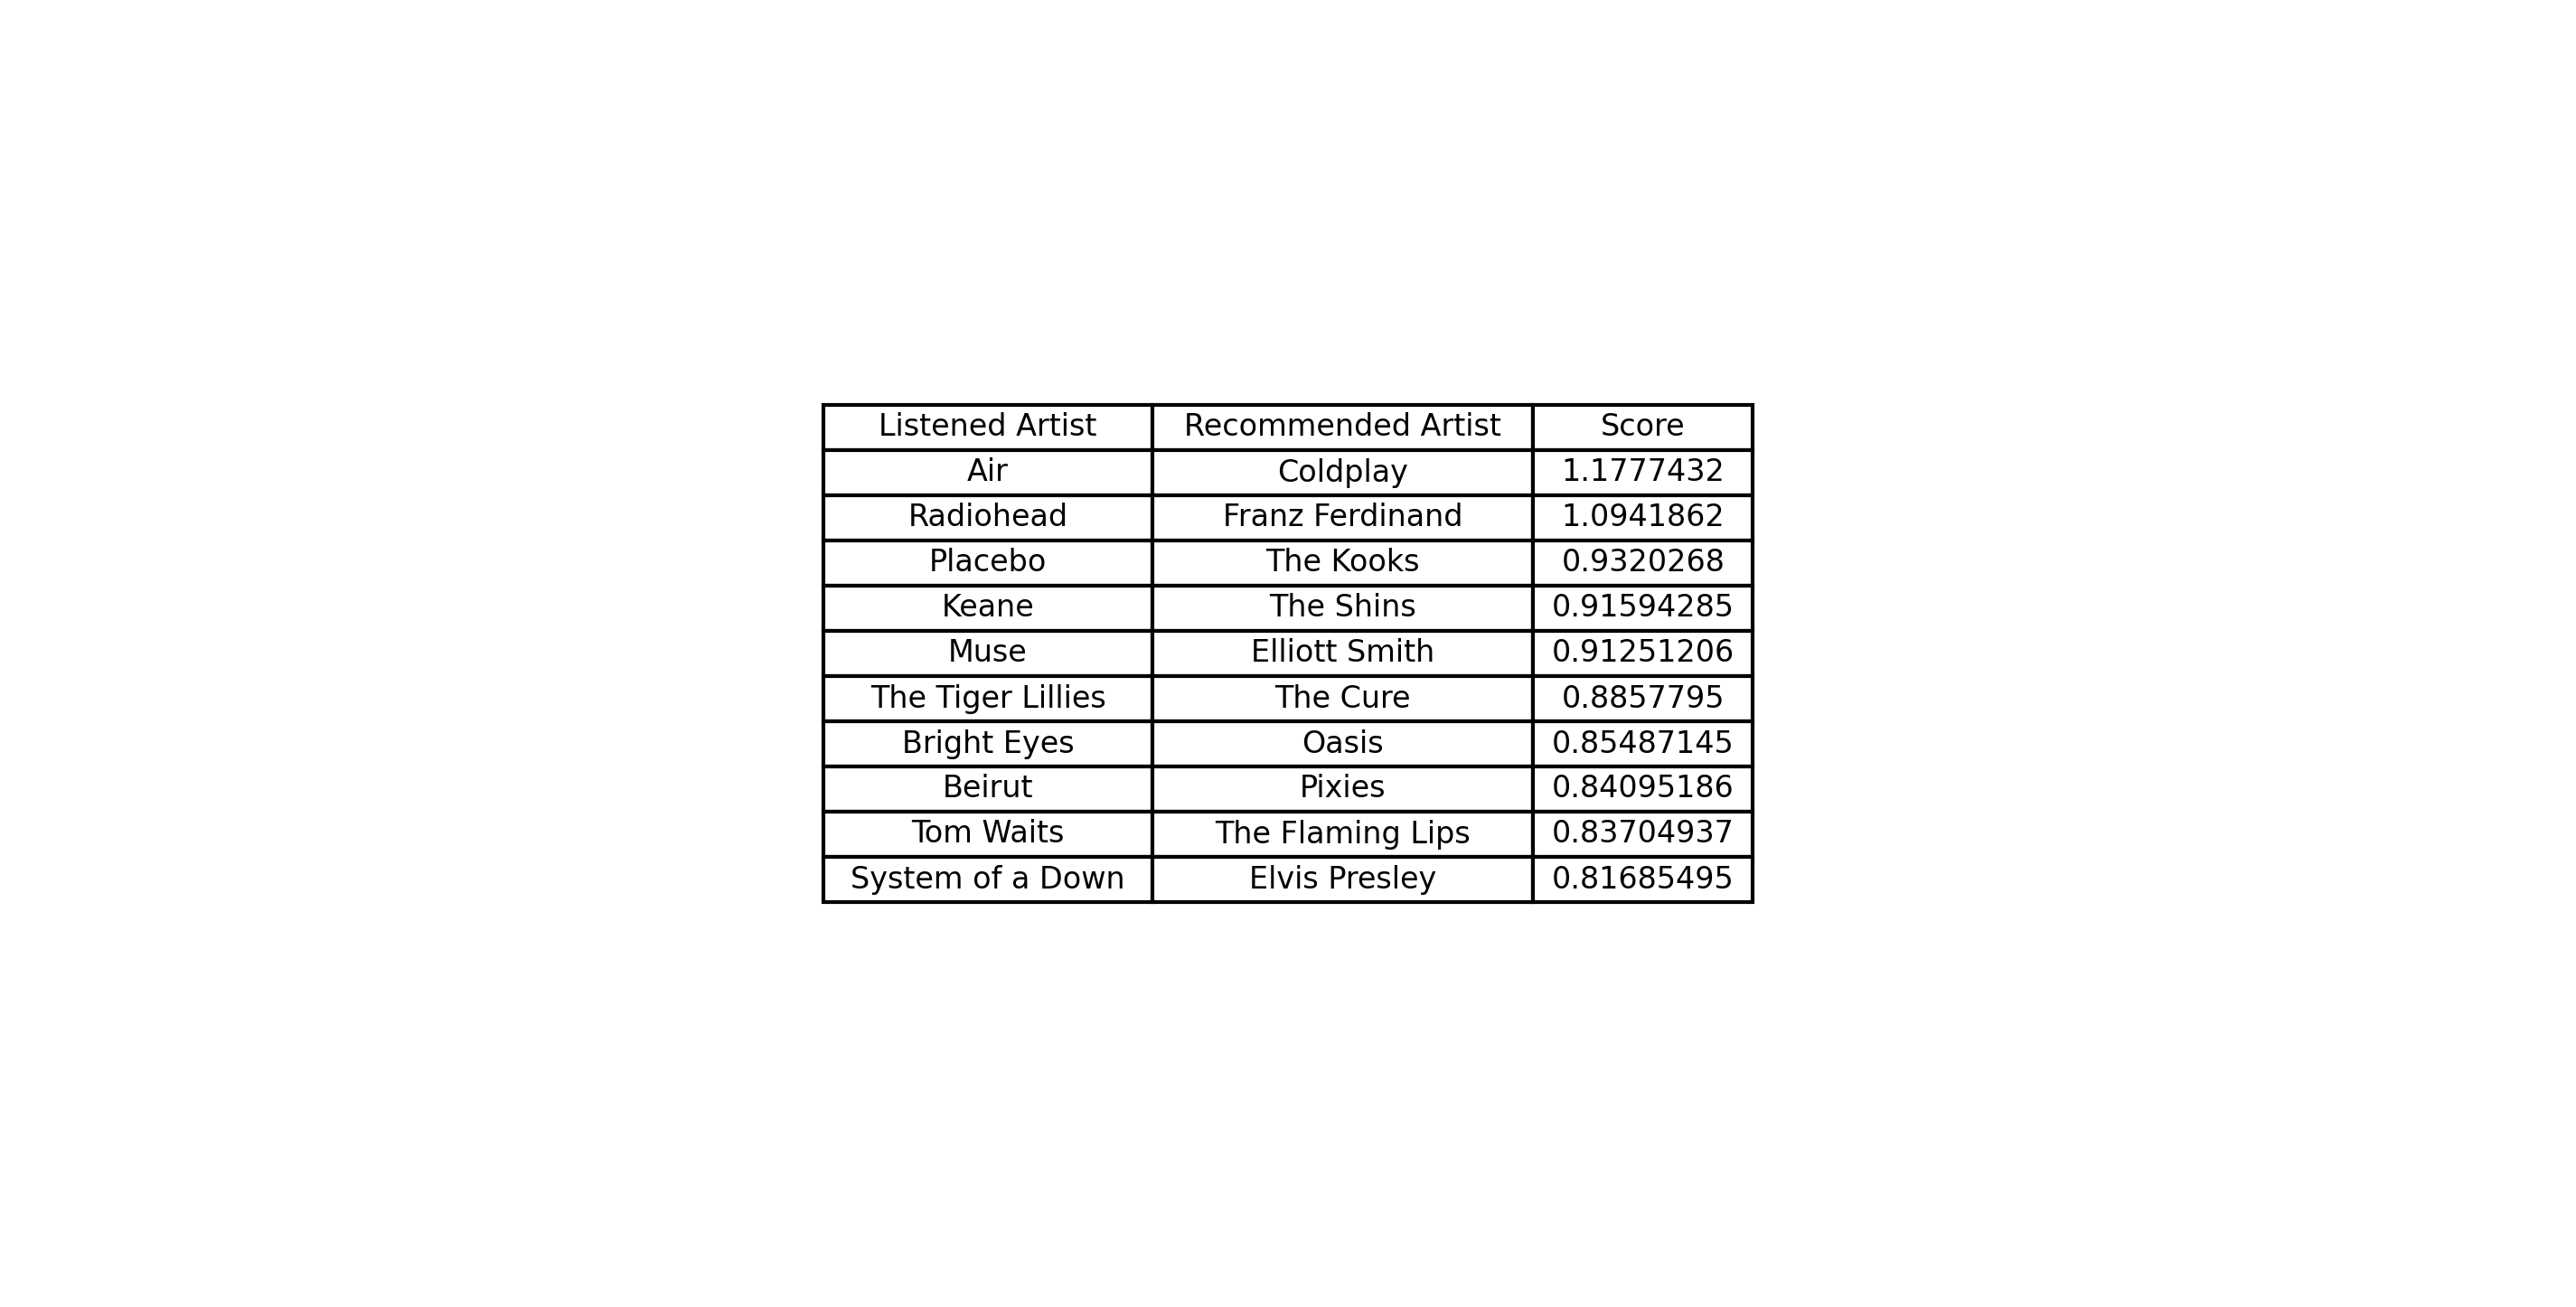 Listened Artist Recommended Artist Score
Air Coldplay 1.1777432
Radiohead Franz Ferdinand 1.0941862
Placebo The Kooks 0.9320268
Keane The Shins 0.91594285
Muse Elliott Smith 0.91251206
The Tiger Lillies The Cure 0.8857795
Bright Eyes Oasis 0.85487145
Beirut Pixies 0.84095186
Tom Waits The Flaming Lips 0.83704937
System of a Down Elvis Presley 0.81685495